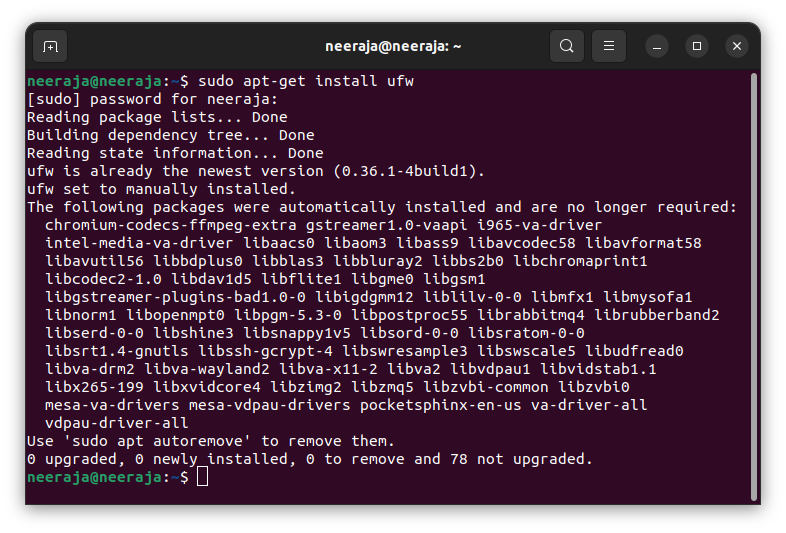 neeraja@neeraja: ~
neeraja@neeraja:~$ sudo apt-get install ufw
[sudo] password for neeraja:
Reading package lists... Done
Building dependency tree... Done
Reading state information... Done
ufw is already the newest version (0.36.1-4build1).
ufw set to manually installed.
The following packages were automatically installed and are no longer required:
  chromium-codecs-ffmpeg-extra gstreamer1.0-vaapi i965-va-driver
  intel-media-va-driver libaacs0 libaom3 libass9 libavcodec58 libavformat58
  libavutil56 libbdplus0 libblas3 libbluray2 libbs2b0 libchromaprint1
  libcodec2-1.0 libdav1d5 libflite1 libgme0 libgsm1
  libgstreamer-plugins-bad1.0-0 libigdgmm12 liblilv-0-0 libmfx1 libmysofa1
  libnorm1 libopenmpt0 libpgm-5.3-0 libpostproc55 librabbitmq4 librubberband2
  libserd-0-0 libshine3 libsnappy1v5 libsord-0-0 libsratom-0-0
  libsrt1.4-gnutls libssh-gcrypt-4 libswresample3 libswscale5 libudfread0
  libva-drm2 libva-wayland2 libva-x11-2 libva2 libvdpau1 libvidstab1.1
  libx265-199 libxvidcore4 libzimg2 libzmq5 libzvbi-common libzvbi0
  mesa-va-drivers mesa-vdpau-drivers pocketsphinx-en-us va-driver-all
  vdpau-driver-all
Use 'sudo apt autoremove' to remove them.
0 upgraded, 0 newly installed, 0 to remove and 78 not upgraded.
neeraja@neeraja:~$